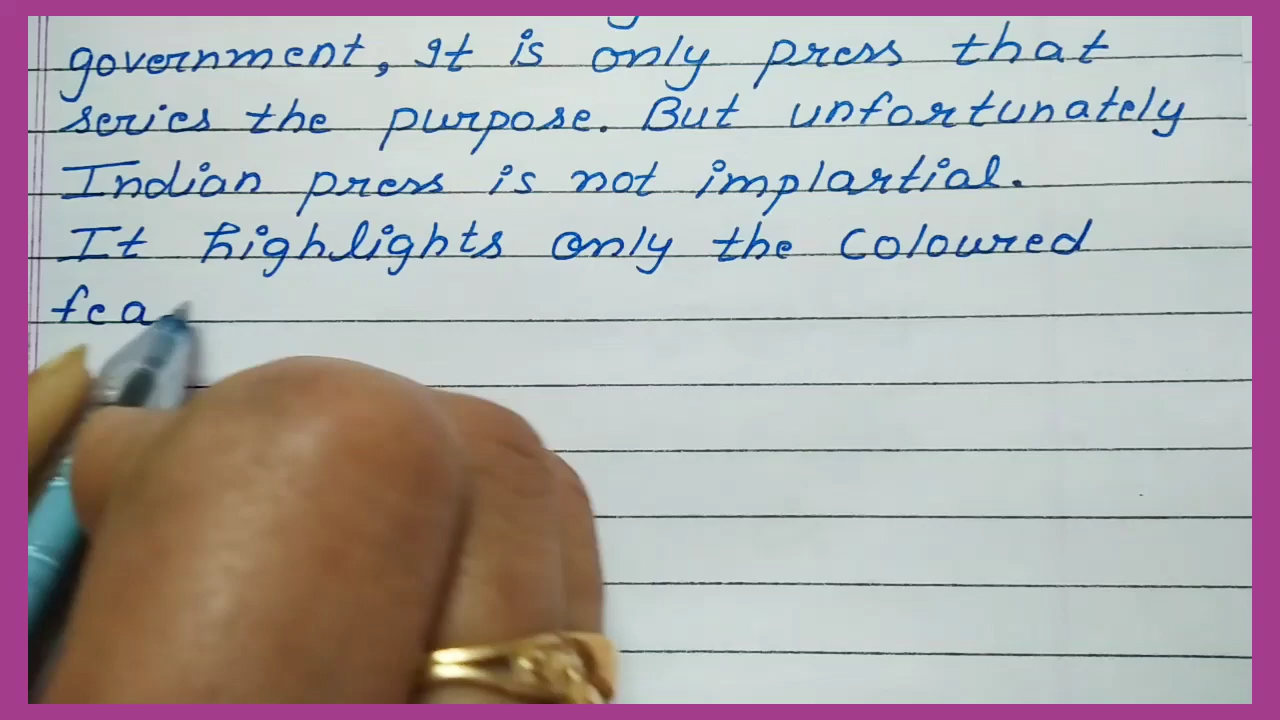 government, It is only press that
series the purpose. But unfortunately
Indian press is not implartial.
It highlights only the coloured
fea